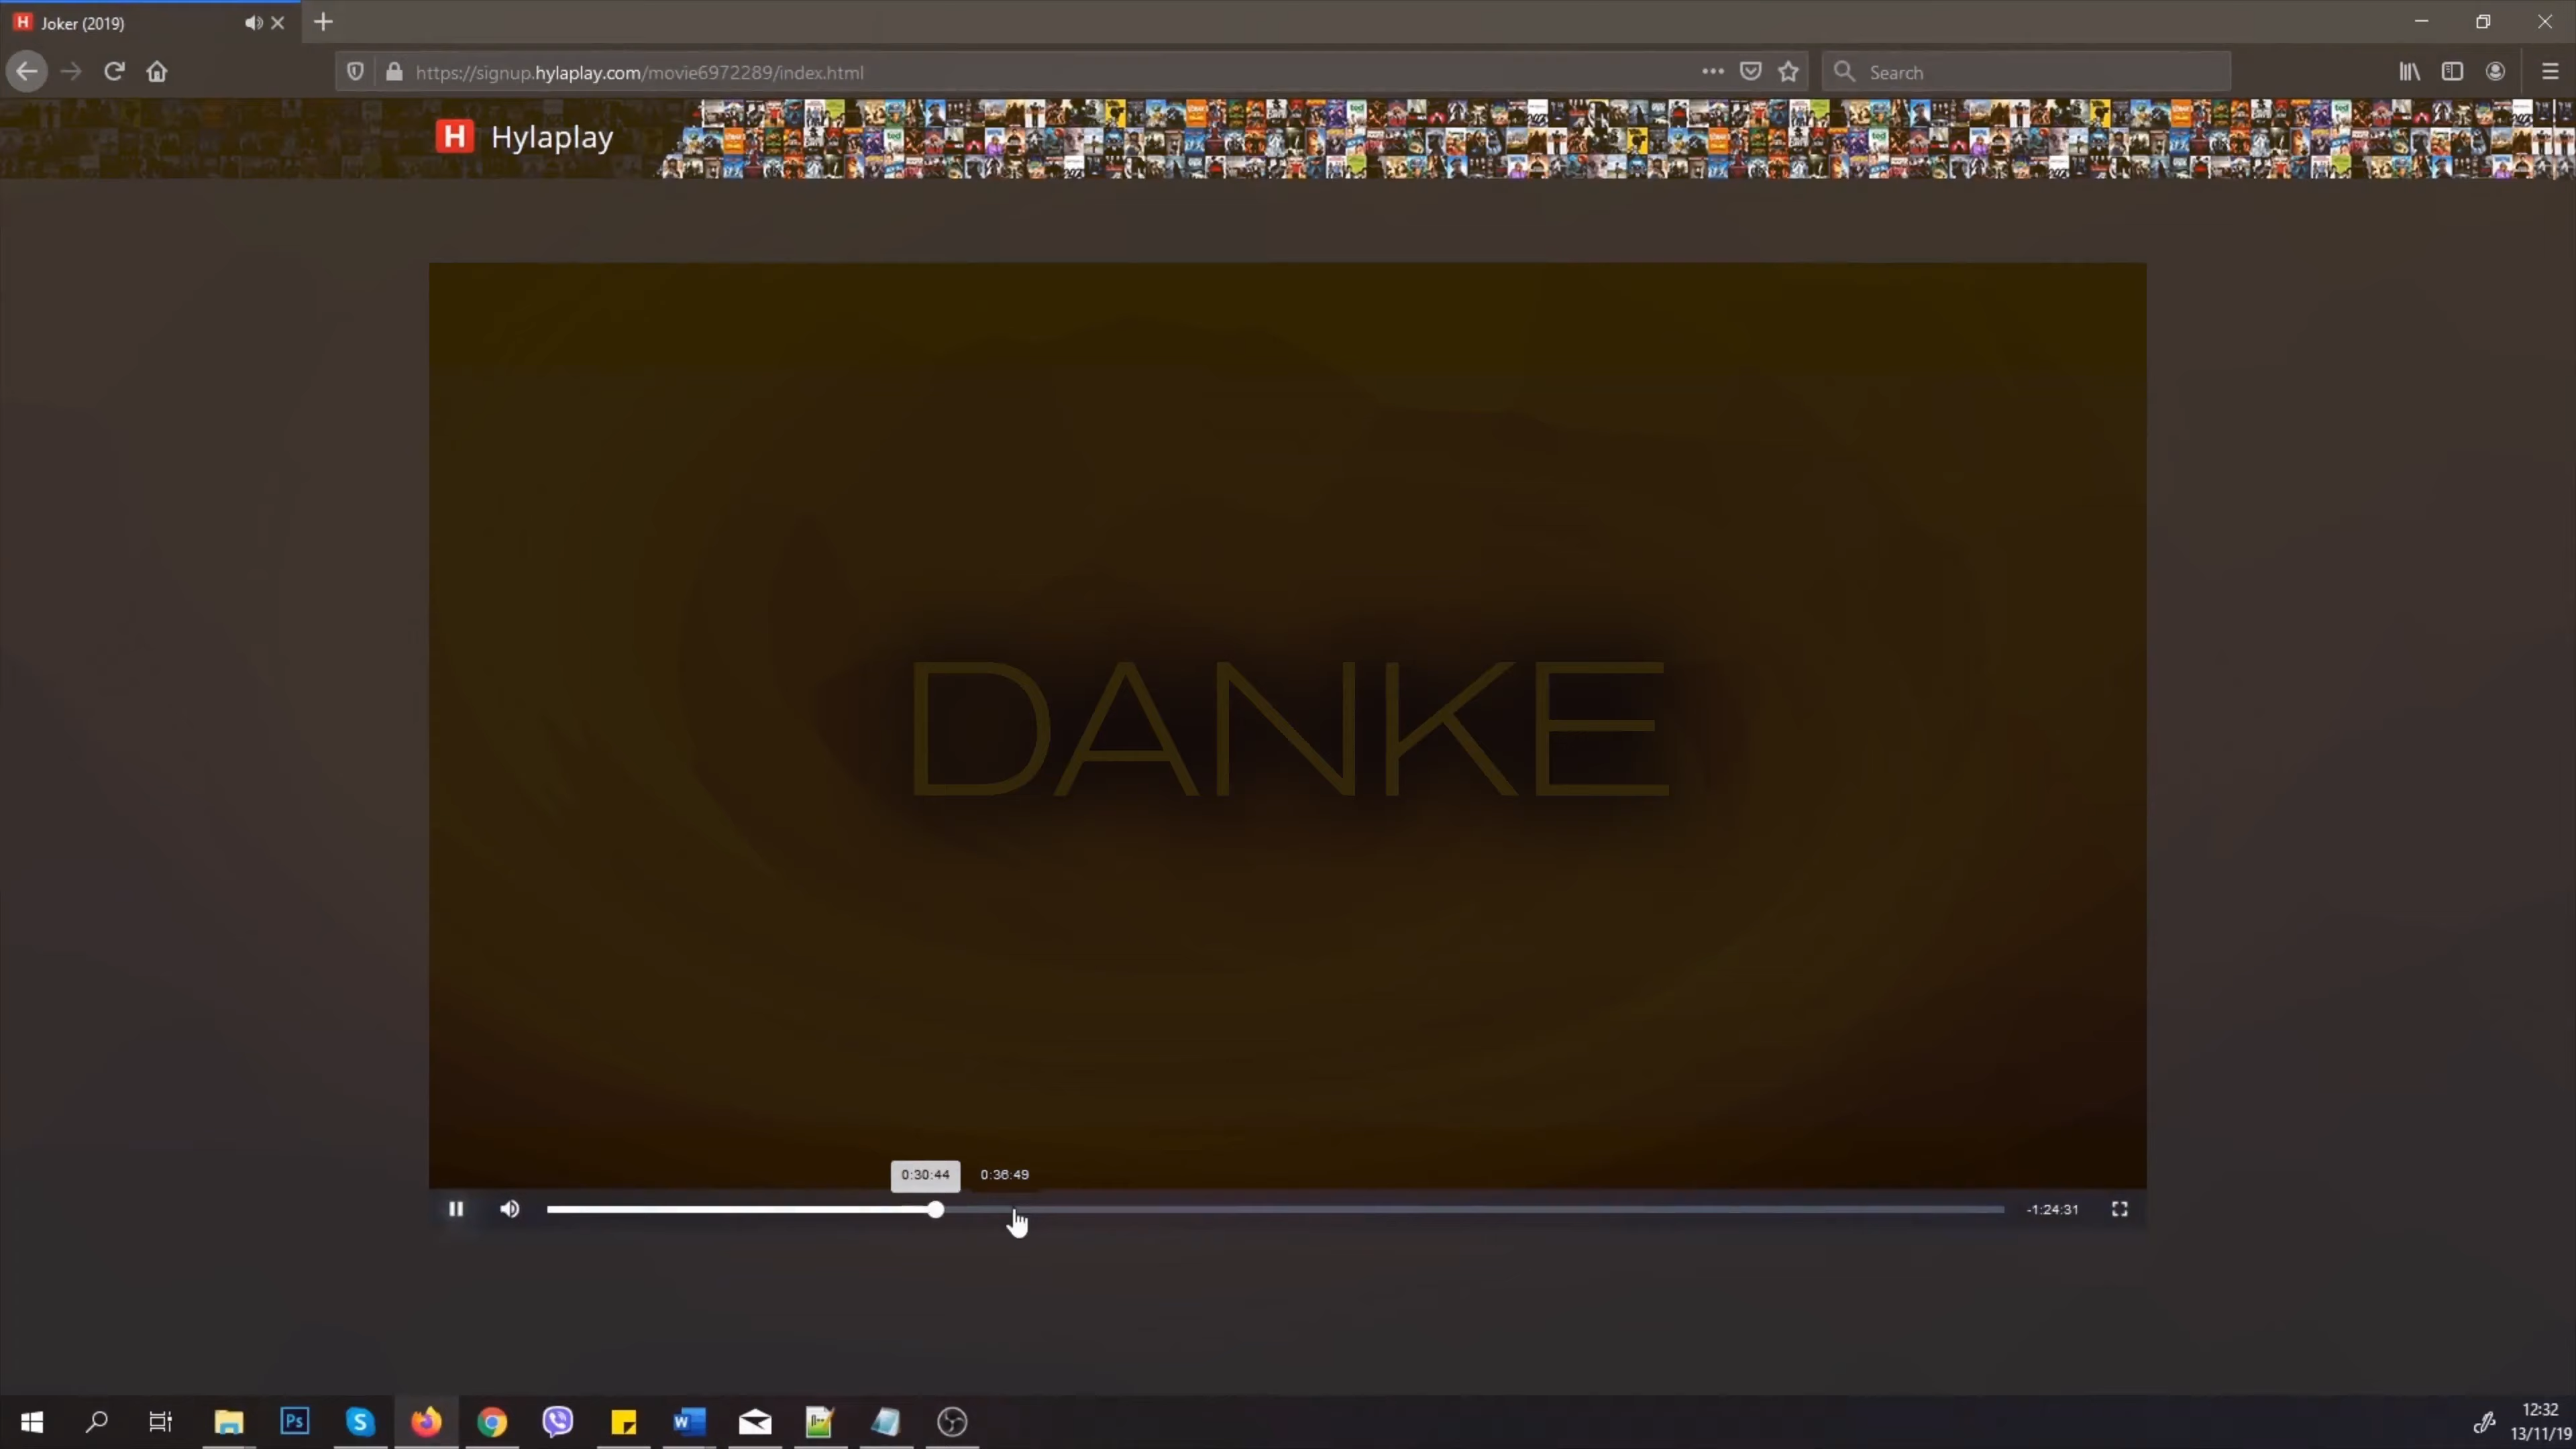 H Joker (2019)
https://signup.hylaplay.com/movie6972289/index.html
Search
H Hylaplay
DANKE
0:30:44
0:36:49
-1:24:31
Ps
S
W
12:32
13/11/19